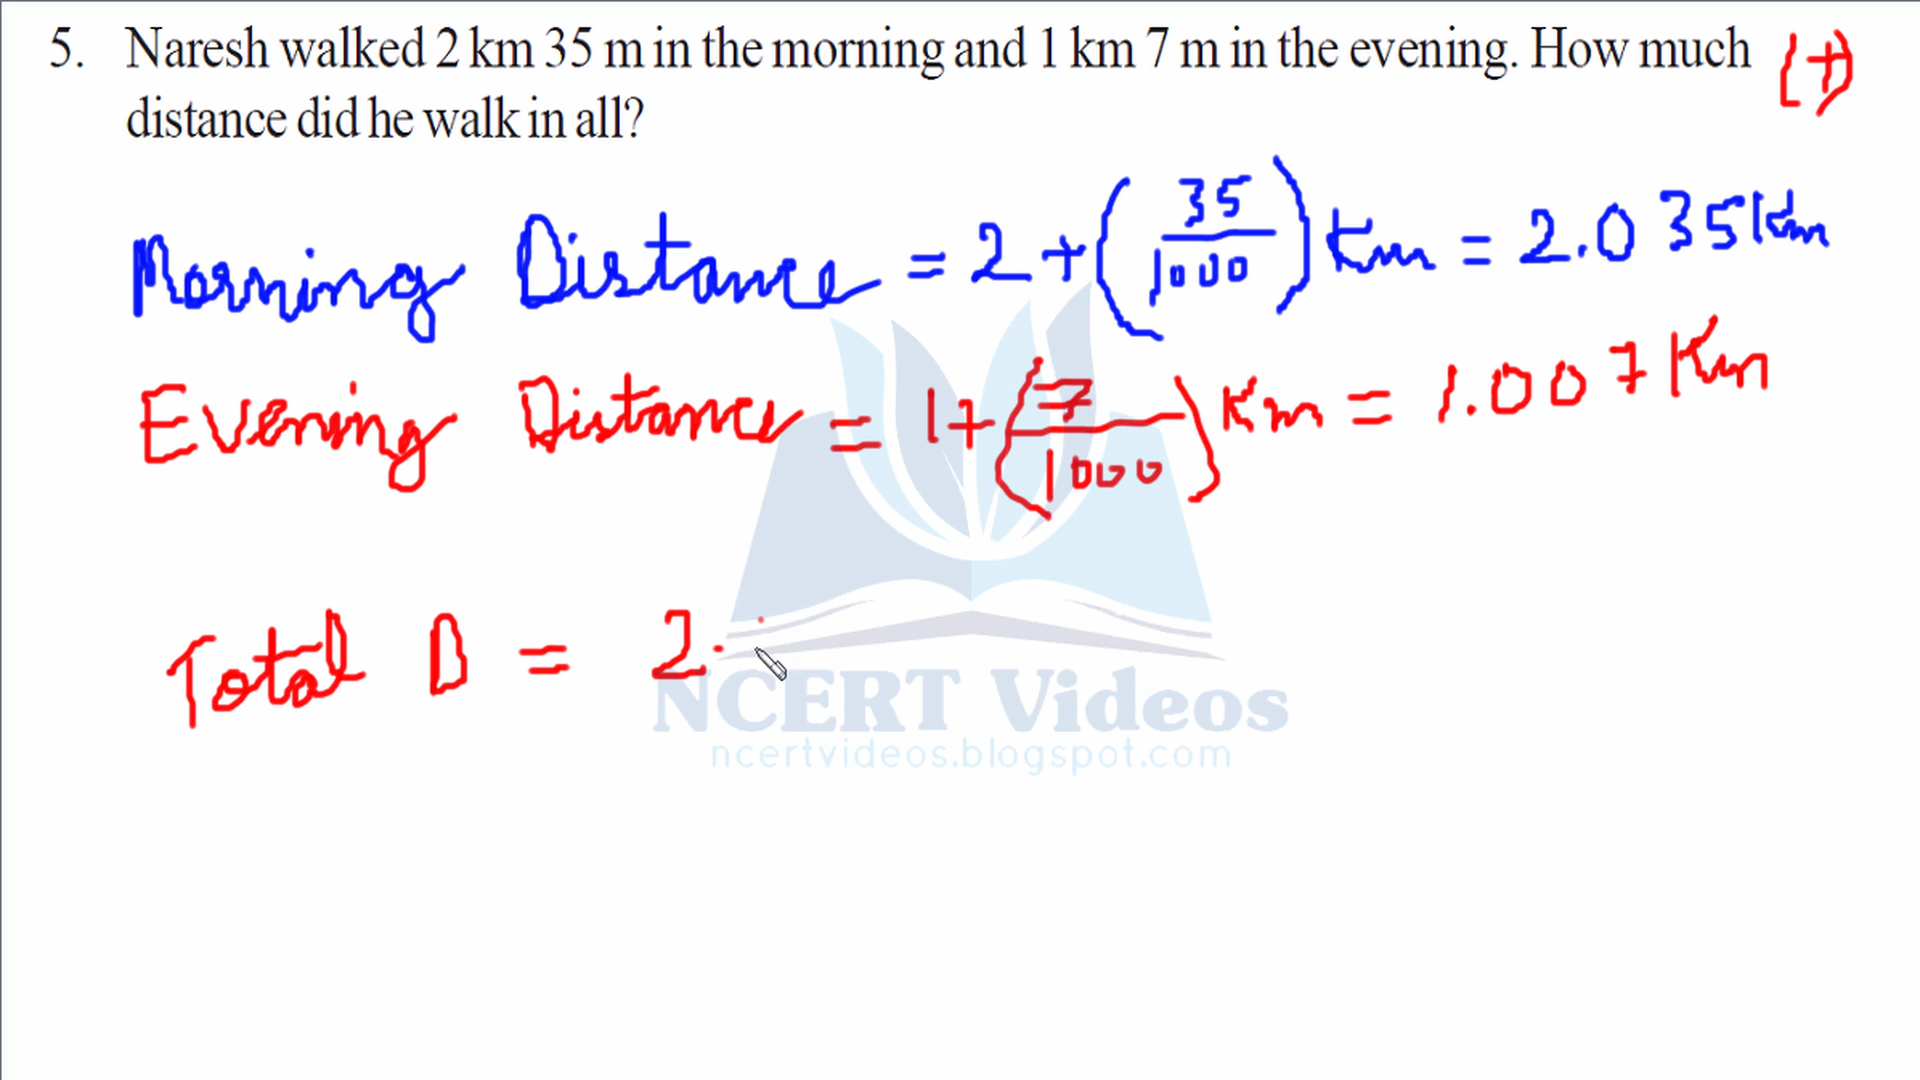 5. Naresh walked 2 km 35 m in the morning and 1 km 7 m in the evening. How much (+)
distance did he walk in all?
Morning Distance = 2 + (35/1000) Km = 2.035 Km
Evening Distance = 1 + (7/1000) Km = 1.007 Km
Total D = 2.
NCERT Videos
ncertvideos.blogspot.com